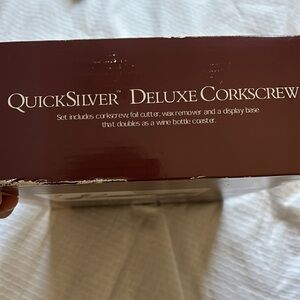 QUICKSILVER™ DELUXE CORKSCREW
Set includes corkscrew, foil cutter, wax remover and a display base
that doubles as a wine bottle coaster.